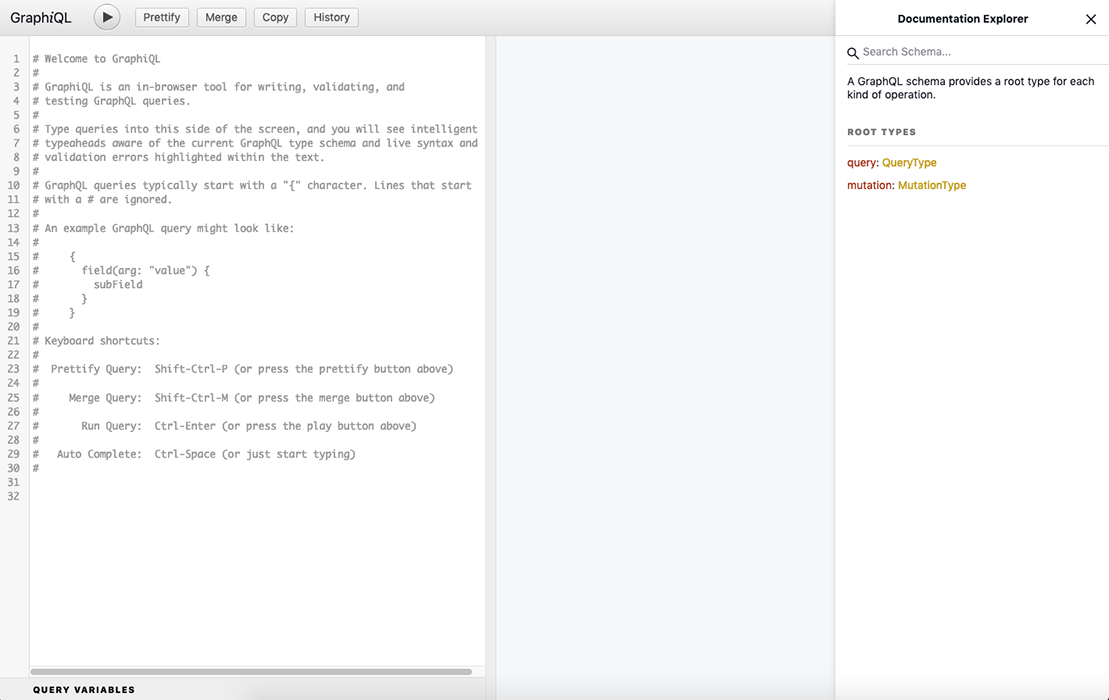 GraphiQL Prettify Merge Copy History
1 # Welcome to GraphiQL
2 #
3 # GraphiQL is an in-browser tool for writing, validating, and
4 # testing GraphQL queries.
5 #
6 # Type queries into this side of the screen, and you will see intelligent
7 # typeaheads aware of the current GraphQL type schema and live syntax and
8 # validation errors highlighted within the text.
9 #
10 # GraphQL queries typically start with a "{" character. Lines that start
11 # with a # are ignored.
12 #
13 # An example GraphQL query might look like:
14 #
15 #     {
16 #       field(arg: "value") {
17 #         subField
18 #       }
19 #     }
20 #
21 # Keyboard shortcuts:
22 #
23 #  Prettify Query:  Shift-Ctrl-P (or press the prettify button above)
24 #
25 #     Merge Query:  Shift-Ctrl-M (or press the merge button above)
26 #
27 #       Run Query:  Ctrl-Enter (or press the play button above)
28 #
29 #   Auto Complete:  Ctrl-Space (or just start typing)
30 #
31
32
QUERY VARIABLES
Documentation Explorer
Search Schema...
A GraphQL schema provides a root type for each
kind of operation.
ROOT TYPES
query: QueryType
mutation: MutationType